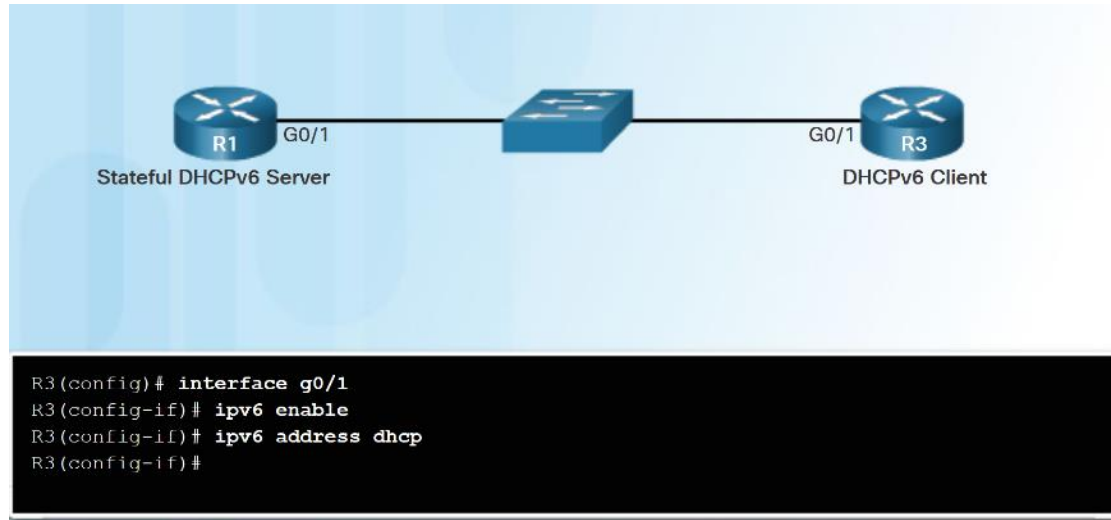 R1
G0/1
Stateful DHCPv6 Server
G0/1
R3
DHCPv6 Client
R3(config)# interface g0/1
R3(config-if)# ipv6 enable
R3(config-if)# ipv6 address dhcp
R3(config-if)#